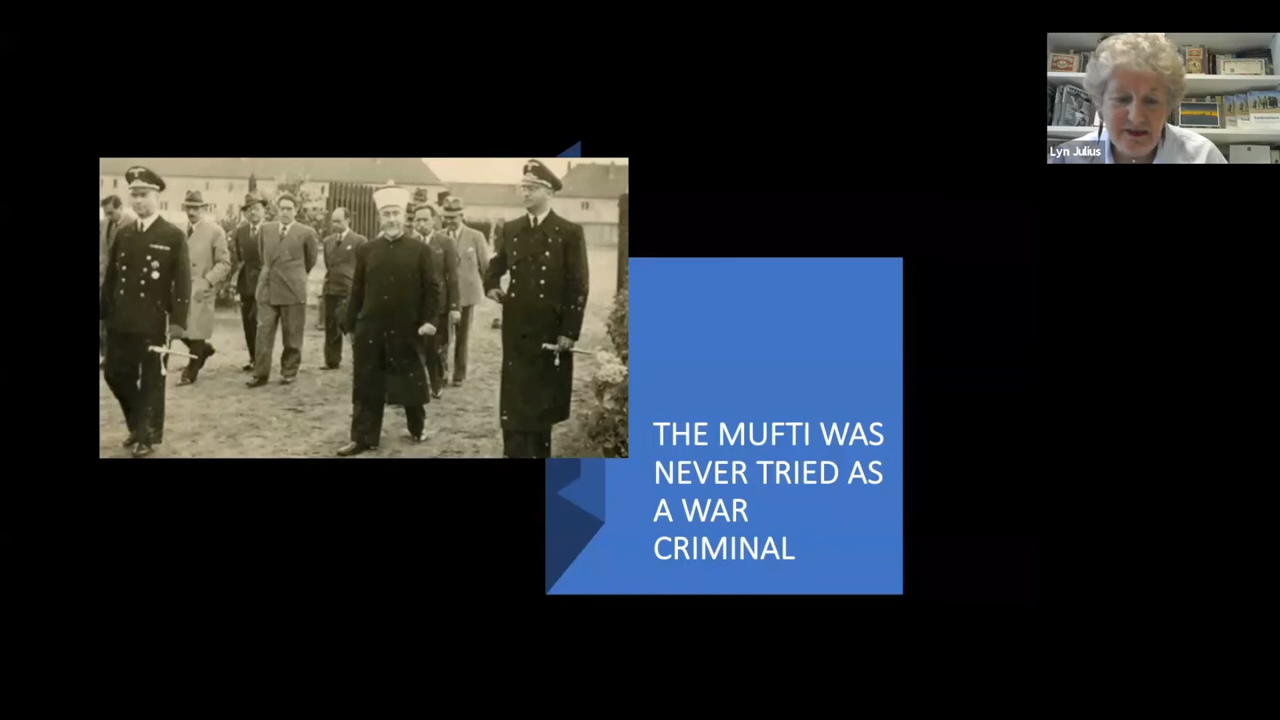 Lyn Julius
THE MUFTI WAS
NEVER TRIED AS
A WAR
CRIMINAL